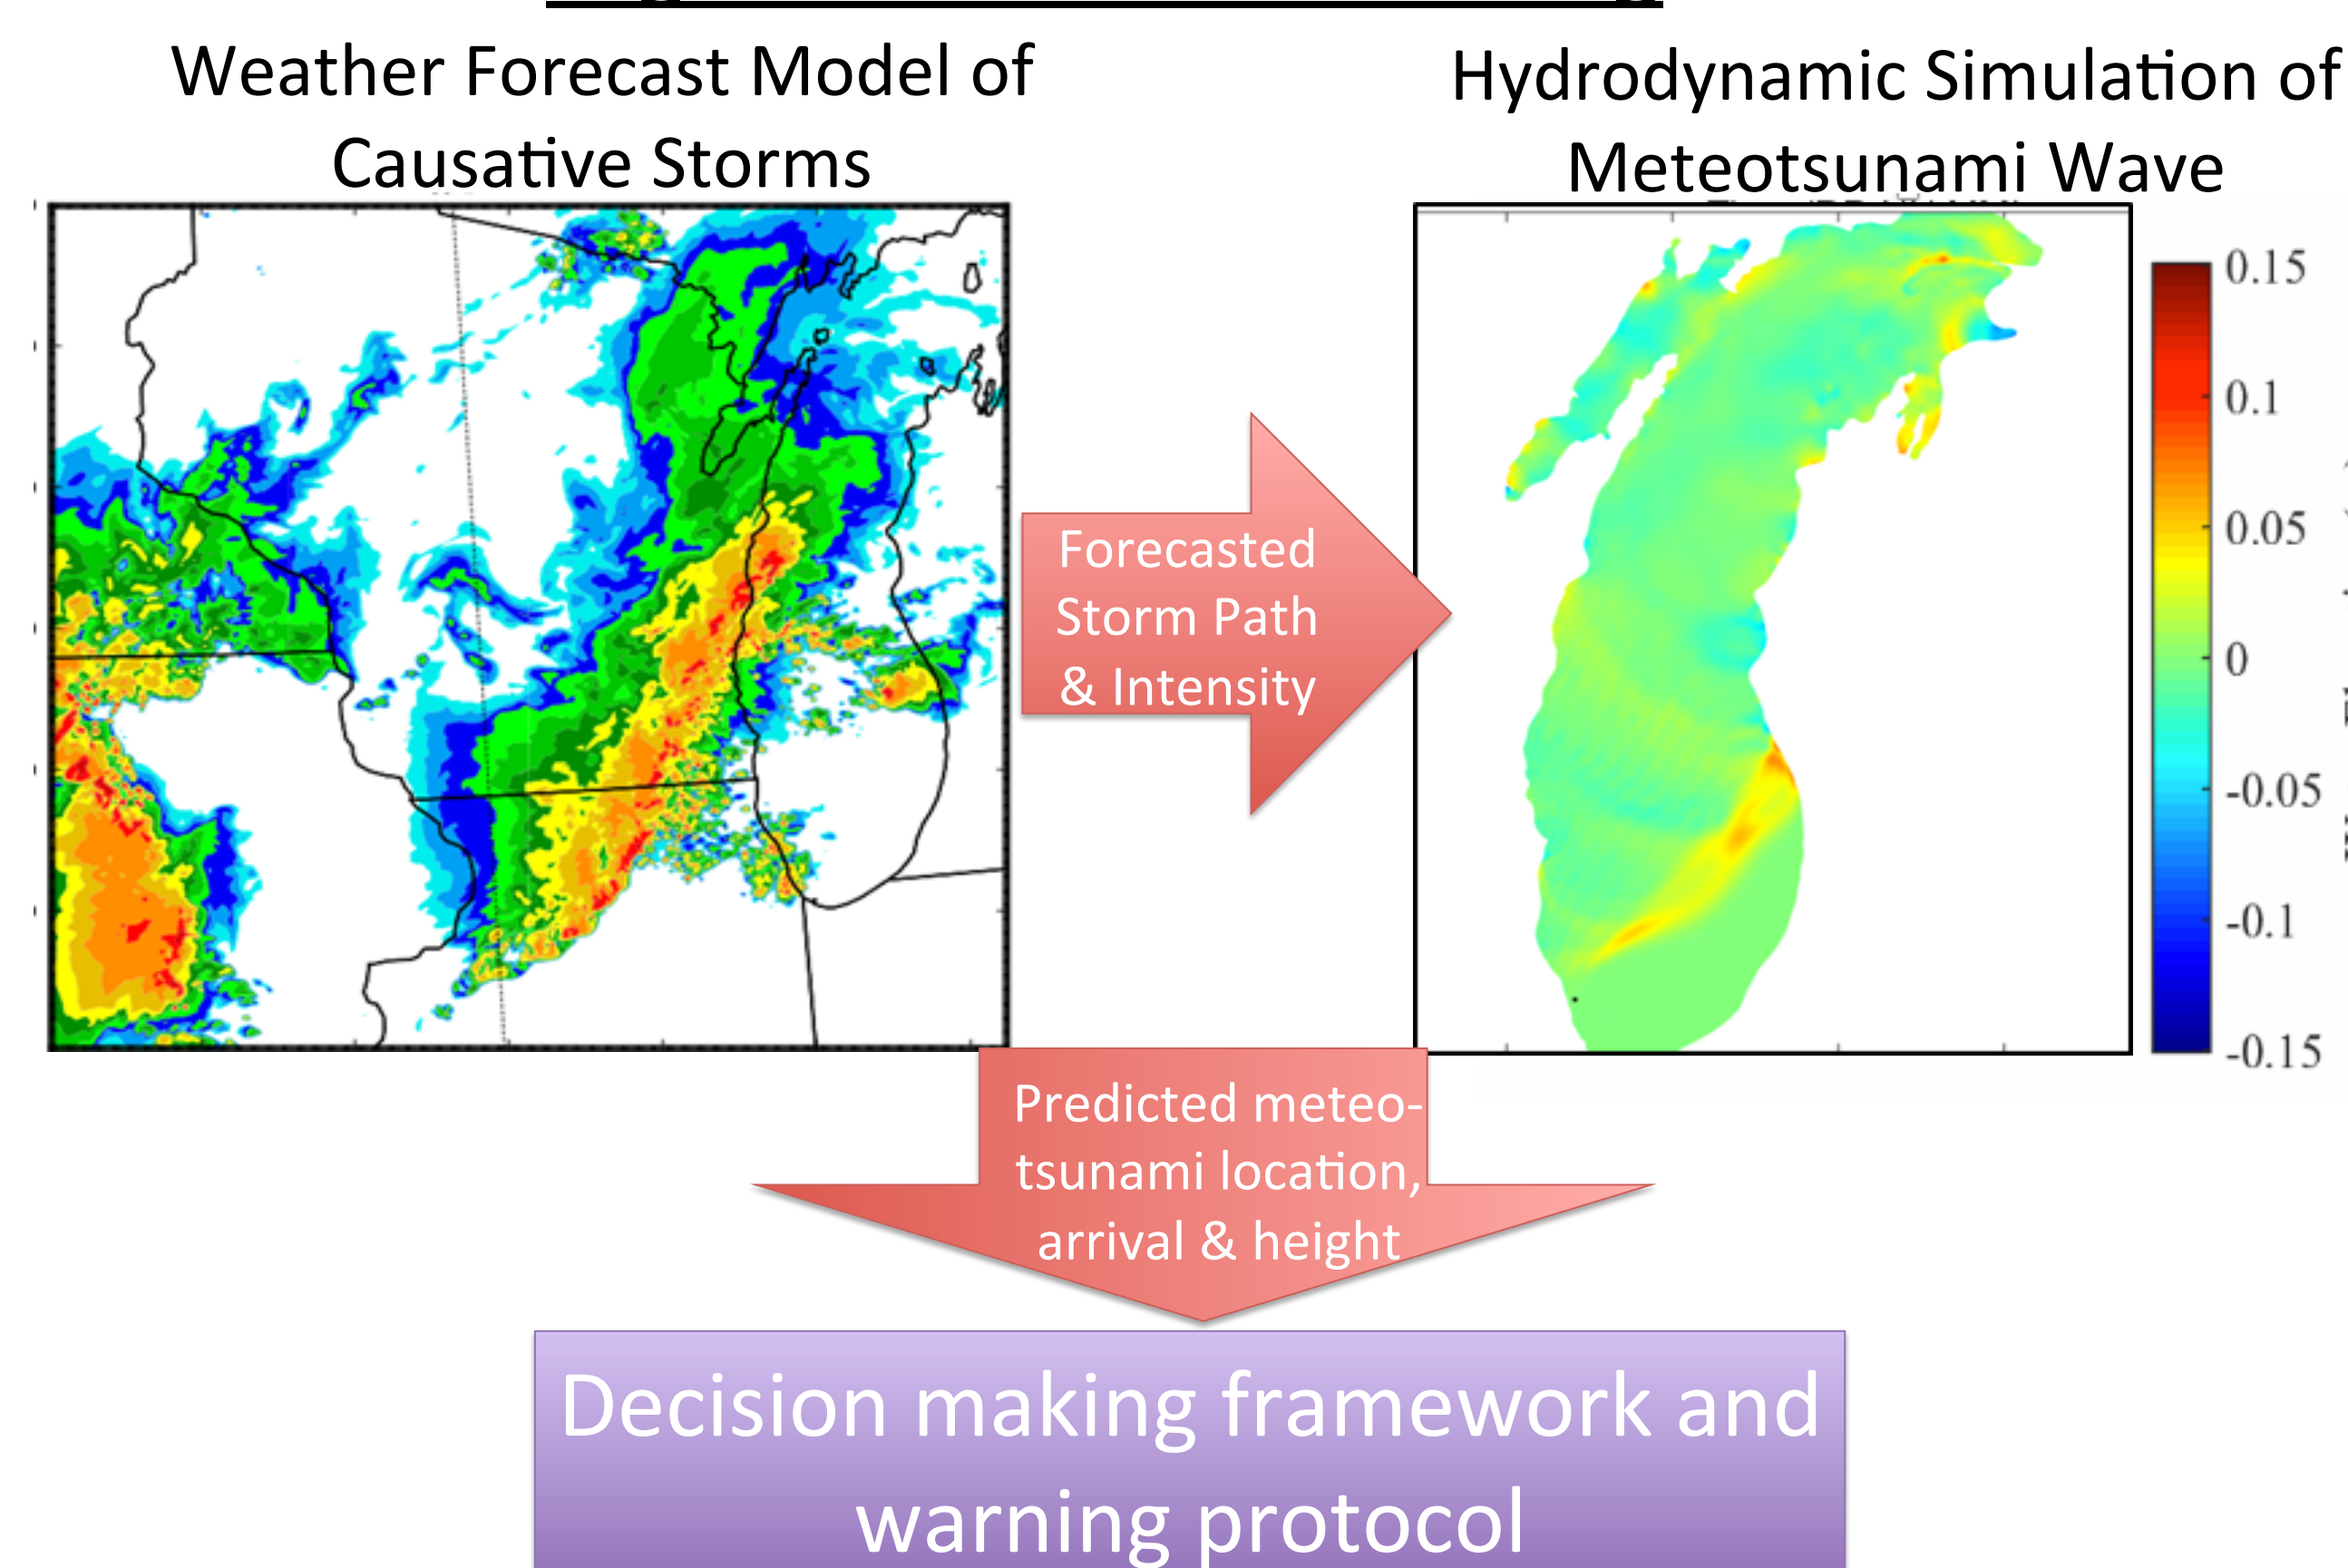 Weather Forecast Model of
Causative Storms
Hydrodynamic Simulation of
Meteotsunami Wave
Forecasted
Storm Path
& Intensity
0.15
0.1
0.05
0
-0.05
-0.1
-0.15
Predicted meteo-
tsunami location,
arrival & height
Decision making framework and
warning protocol